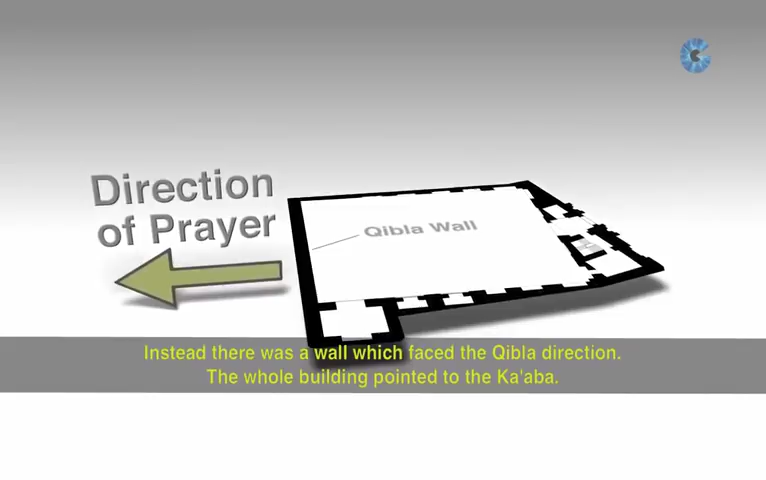 Direction
of Prayer
Qibla Wall
Instead there was a wall which faced the Qibla direction.
The whole building pointed to the Ka'aba.